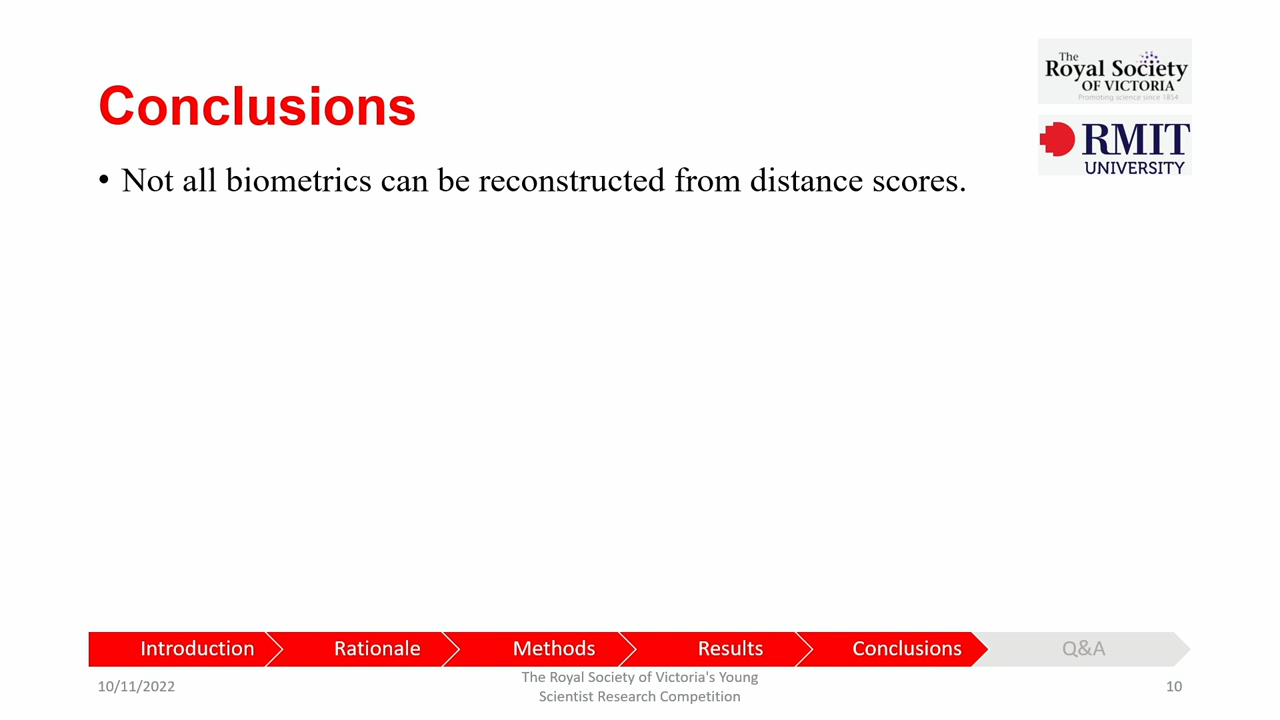 The
Royal Society
OF VICTORIA
Promoting science since 1854
RMIT
UNIVERSITY
Conclusions
• Not all biometrics can be reconstructed from distance scores.
Introduction
Rationale
Methods
Results
Conclusions
Q&A
10/11/2022
The Royal Society of Victoria's Young
Scientist Research Competition
10